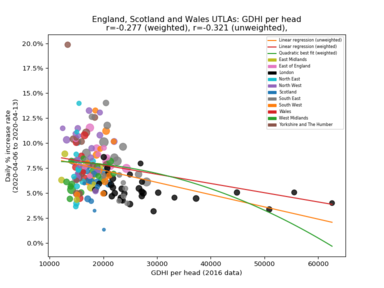 England, Scotland and Wales UTLAs: GDHI per head
r=-0.277 (weighted), r=-0.321 (unweighted),
Daily % increase rate
(2020-04-06 to 2020-04-13)
20.0%
17.5%
15.0%
12.5%
10.0%
7.5%
5.0%
2.5%
0.0%
Linear regression (unweighted)
Linear regression (weighted)
Quadratic best fit (weighted)
East Midlands
East of England
London
North East
North West
Scotland
South East
South West
Wales
West Midlands
Yorkshire and The Humber
10000 20000 30000 40000 50000 60000
GDHI per head (2016 data)